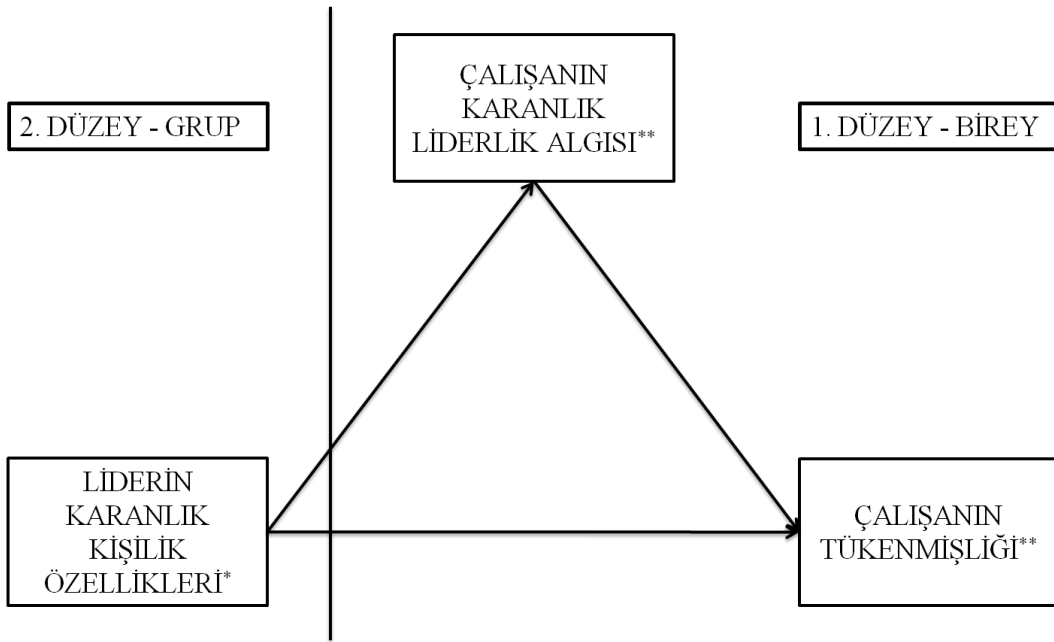 ÇALIŞANIN
KARANLIK
LİDERLİK ALGISI**
2. DÜZEY - GRUP
1. DÜZEY - BİREY
LİDERİN
KARANLIK
KİŞİLİK
ÖZELLİKLERİ*
ÇALIŞANIN
TÜKENMİŞLİĞİ**